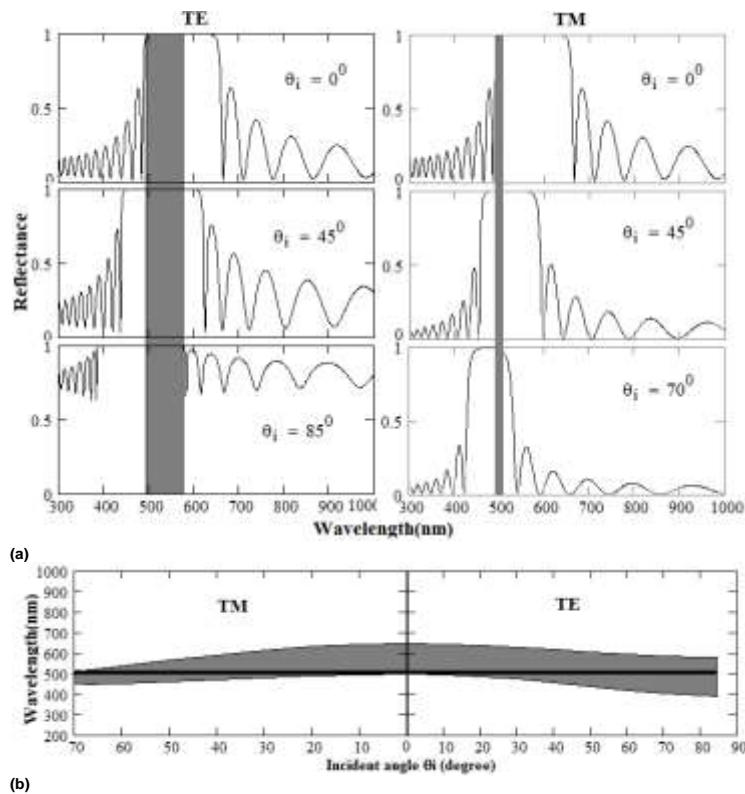 TE
TM
1
0.5
0
θi = 0⁰
1
0.5
0
θi = 0⁰
Reflectance
1
0.5
0
θi = 45⁰
1
0.5
0
θi = 45⁰
1
0.5
0
θi = 85⁰
300 400 500 600 700 800 900 1000
1
0.5
0
θi = 70⁰
300 400 500 600 700 800 900 1000
Wavelength(nm)
(a)
Wavelength(nm)
1000
900
800
700
600
500
400
300
200
TM
TE
70 60 50 40 30 20 10 0 10 20 30 40 50 60 70 80 90
Incident angle θi (degree)
(b)